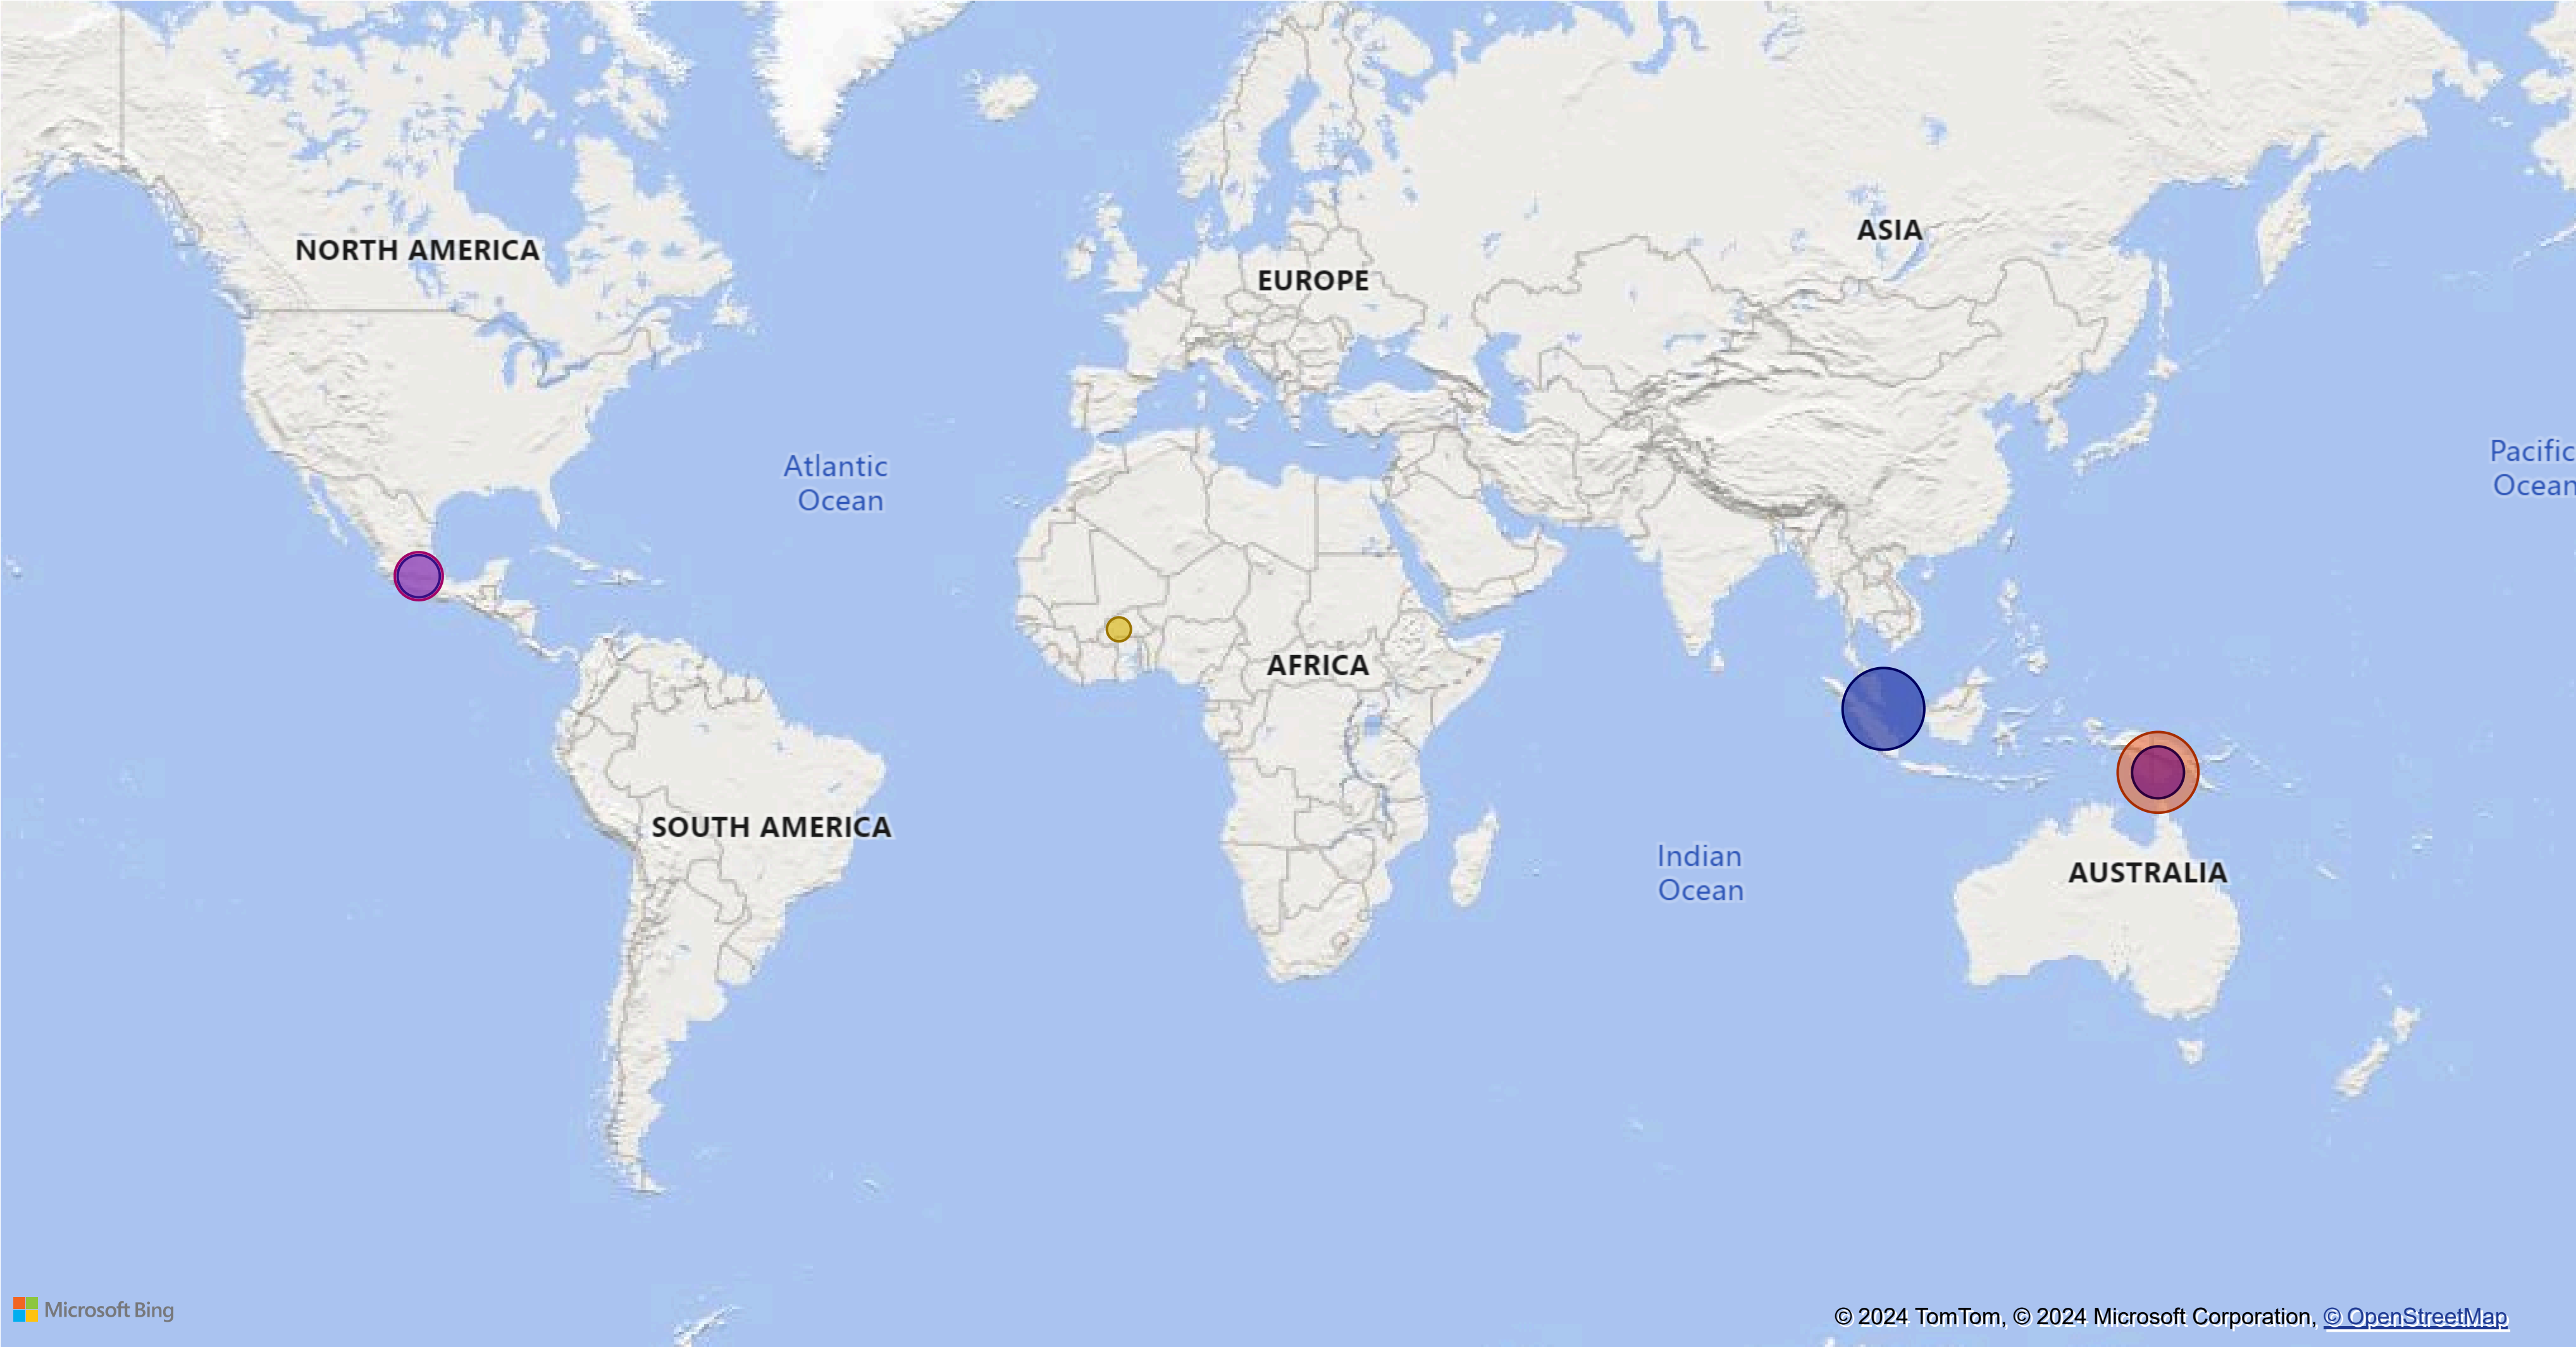 ASIA
NORTH AMERICA
EUROPE
Atlantic
Ocean
Pacific
Ocean
AFRICA
SOUTH AMERICA
Indian
Ocean
AUSTRALIA
Microsoft Bing
© 2024 TomTom, © 2024 Microsoft Corporation, © OpenStreetMap